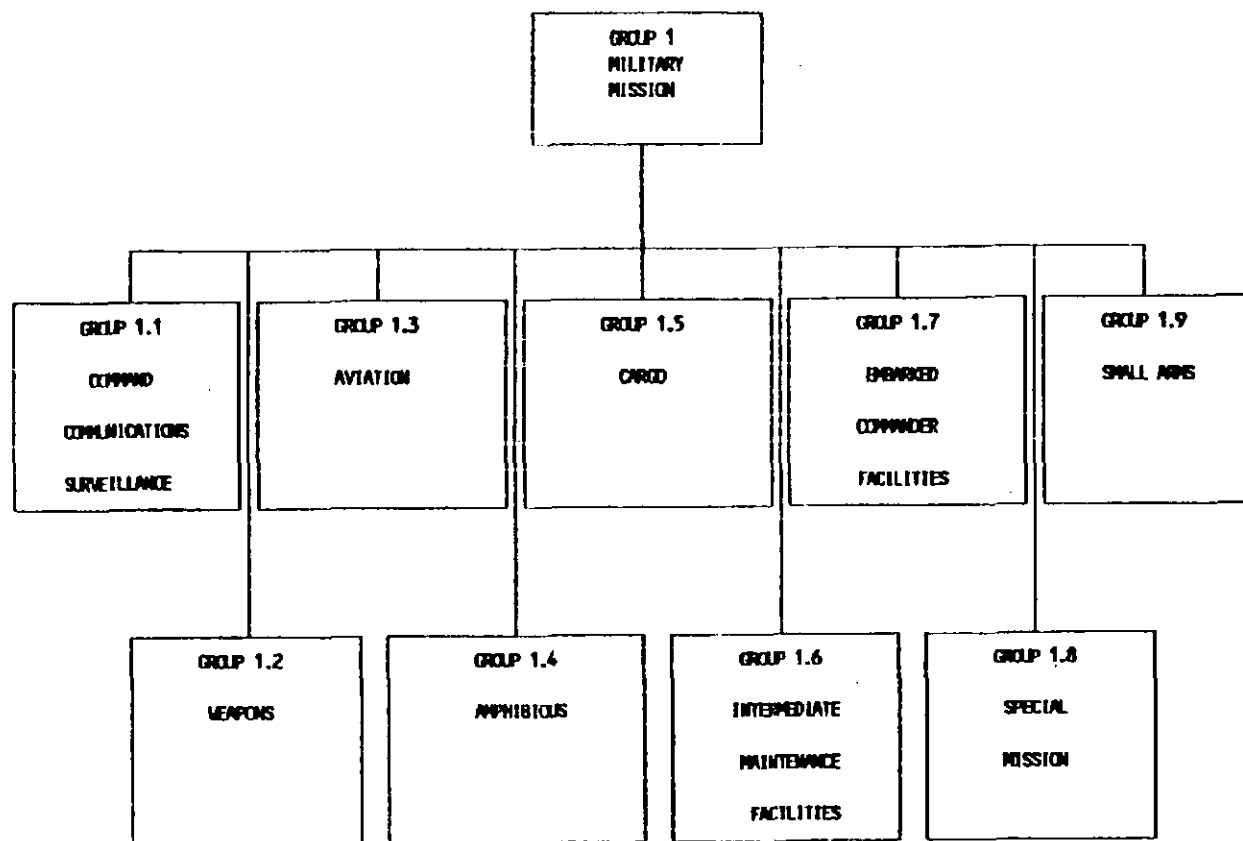 GROUP 1
MILITARY
MISSION
GROUP 1.1
COMMAND
COMMUNICATIONS
SURVEILLANCE
GROUP 1.3
AVIATION
GROUP 1.5
CARGO
GROUP 1.7
EMBARKED
COMMANDER
FACILITIES
GROUP 1.9
SMALL ARMS
GROUP 1.2
WEAPONS
GROUP 1.4
AMPHIBIOUS
GROUP 1.6
INTERMEDIATE
MAINTENANCE
FACILITIES
GROUP 1.8
SPECIAL
MISSION